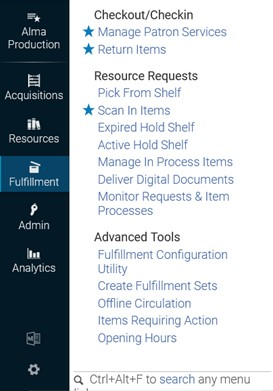 Alma
Production
Acquisitions
Resources
Fulfillment
Admin
Analytics
Checkout/Checkin
Manage Patron Services
Return Items
Resource Requests
Pick From Shelf
Scan In Items
Expired Hold Shelf
Active Hold Shelf
Manage In Process Items
Deliver Digital Documents
Monitor Requests & Item
Processes
Advanced Tools
Fulfillment Configuration
Utility
Create Fulfillment Sets
Offline Circulation
Items Requiring Action
Opening Hours
Ctrl+Alt+F to search any menu